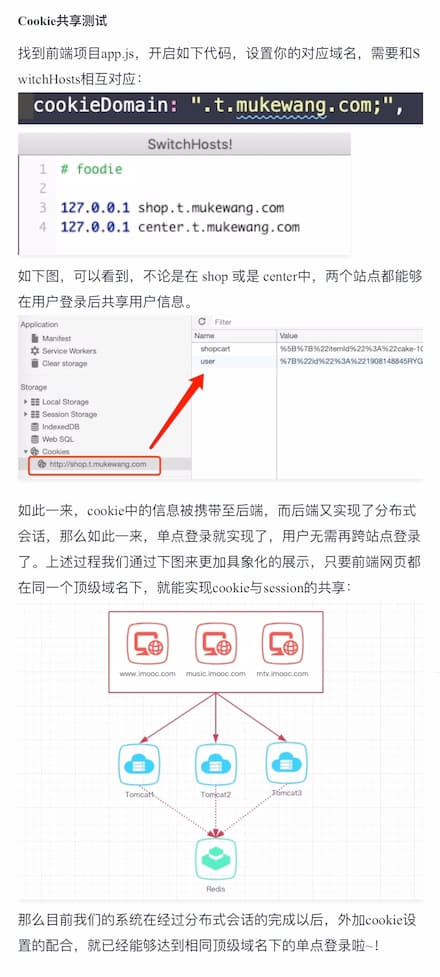 Cookie共享测试
找到前端项目app.js，开启如下代码，设置你的对应域名，需要和S
witchHosts相互对应：
cookieDomain: ".t.mukewang.com;",
SwitchHosts!
1 # foodie
2
3 127.0.0.1 shop.t.mukewang.com
4 127.0.0.1 center.t.mukewang.com
如下图，可以看到，不论是在 shop 或是 center中，两个站点都能够
在用户登录后共享用户信息。
Application
Manifest
Service Workers
Clear storage
Storage
Local Storage
Session Storage
IndexedDB
Web SQL
Cookies
http://shop.t.mukewang.com
Filter
Name Value
shopcart %5B%7B%22itemId%22%3A%22cake-10
user %7B%22id%22%3A%221908148845RYG
如此一来，cookie中的信息被携带至后端，而后端又实现了分布式
会话，那么如此一来，单点登录就实现了，用户无需再跨站点登录
了。上述过程我们通过下图来更加具象化的展示，只要前端网页都
在同一个顶级域名下，就能实现cookie与session的共享：
www.imooc.com music.imooc.com mtv.imooc.com
Tomcat1 Tomcat2 Tomcat3
Redis
那么目前我们的系统在经过分布式会话的完成以后，外加cookie设
置的配合，就已经能够达到相同顶级域名下的单点登录啦~！